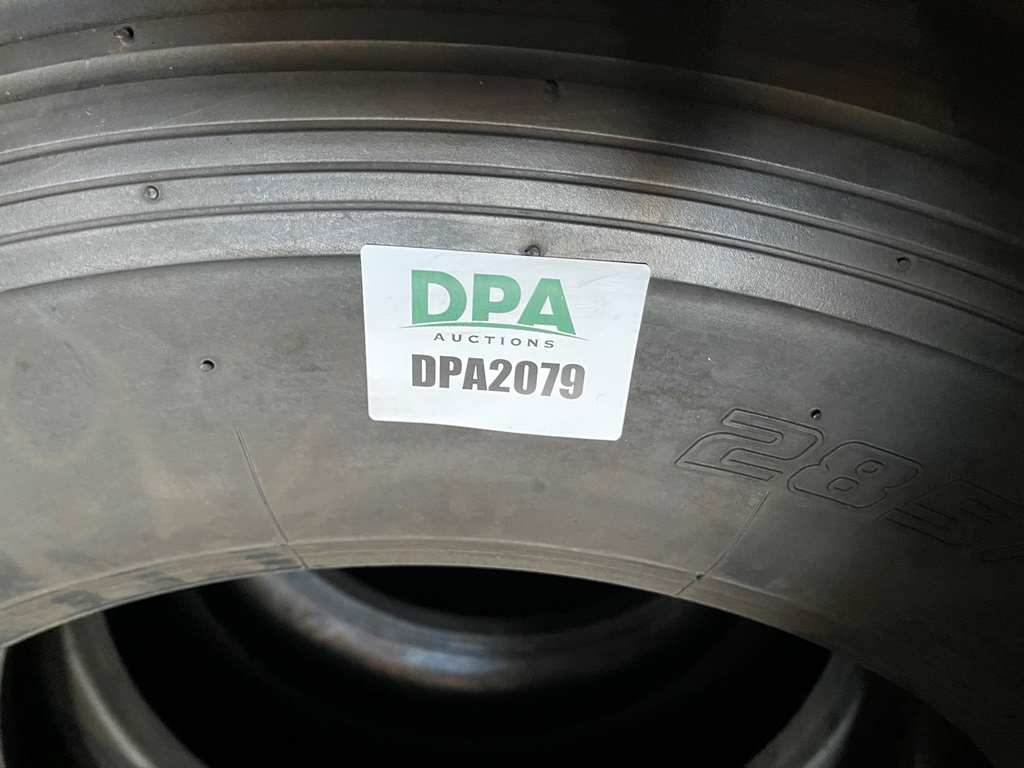 DPA
AUCTIONS
DPA2079
285/